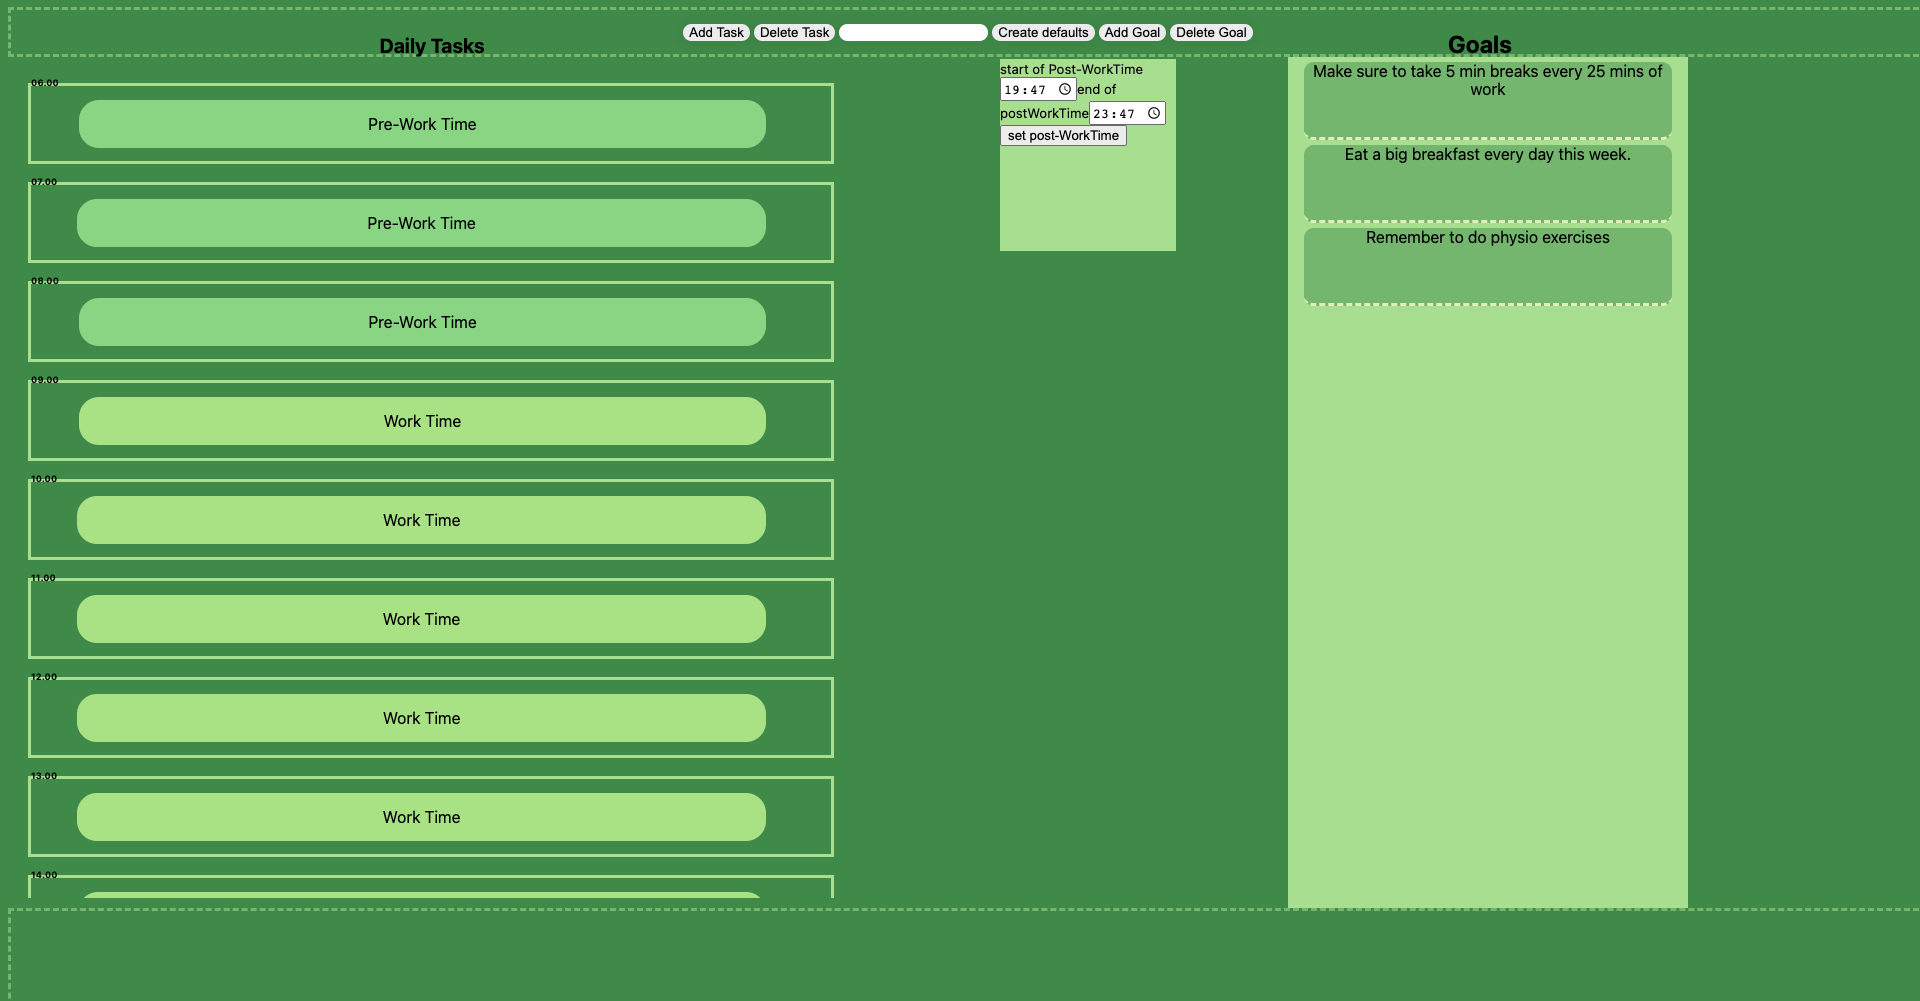 Add Task Delete Task Create defaults Add Goal Delete Goal
Daily Tasks
06.00
Pre-Work Time
07.00
Pre-Work Time
08.00
Pre-Work Time
09.00
Work Time
10.00
Work Time
11.00
Work Time
12.00
Work Time
13.00
Work Time
14.00
start of Post-WorkTime
19:47 end of
postWorkTime 23:47
set post-WorkTime
Goals
Make sure to take 5 min breaks every 25 mins of
work
Eat a big breakfast every day this week.
Remember to do physio exercises